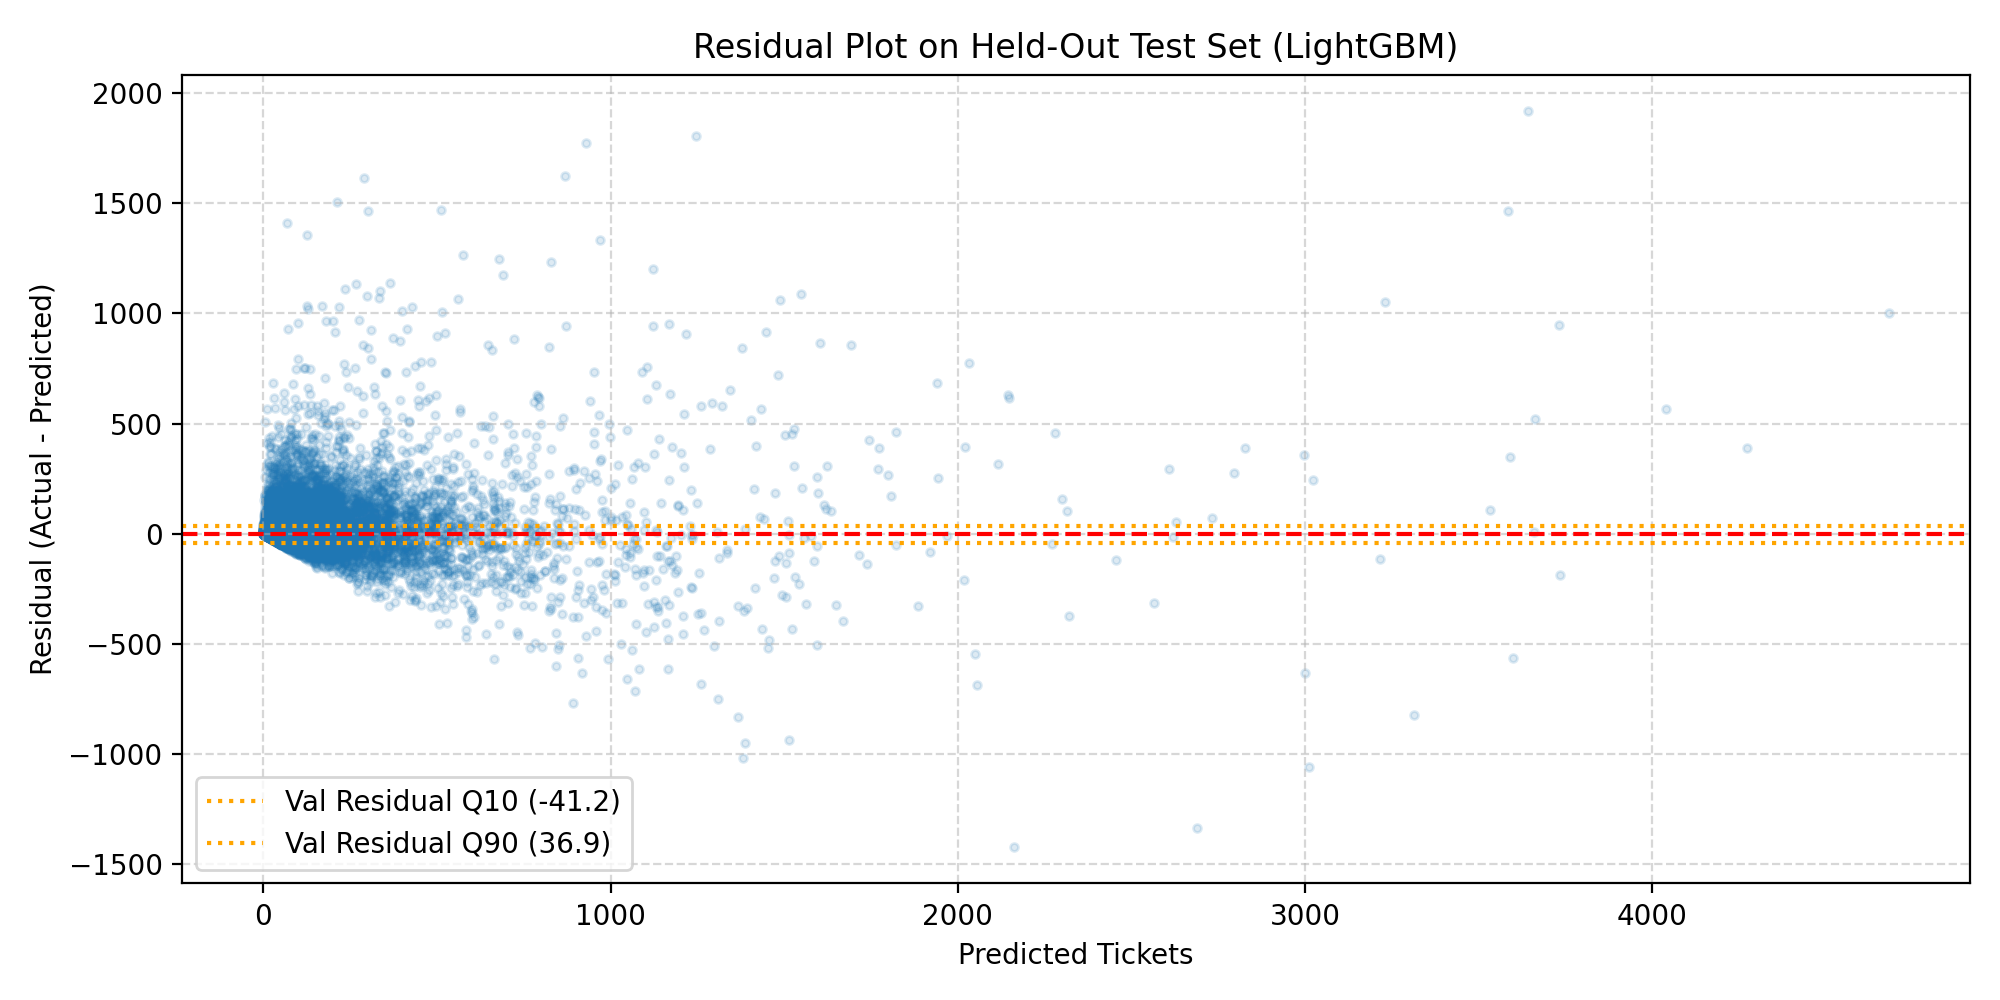 Residual Plot on Held-Out Test Set (LightGBM)
Residual (Actual - Predicted)
2000
1500
1000
500
0
−500
−1000
−1500
Val Residual Q10 (-41.2)
Val Residual Q90 (36.9)
0 1000 2000 3000 4000
Predicted Tickets